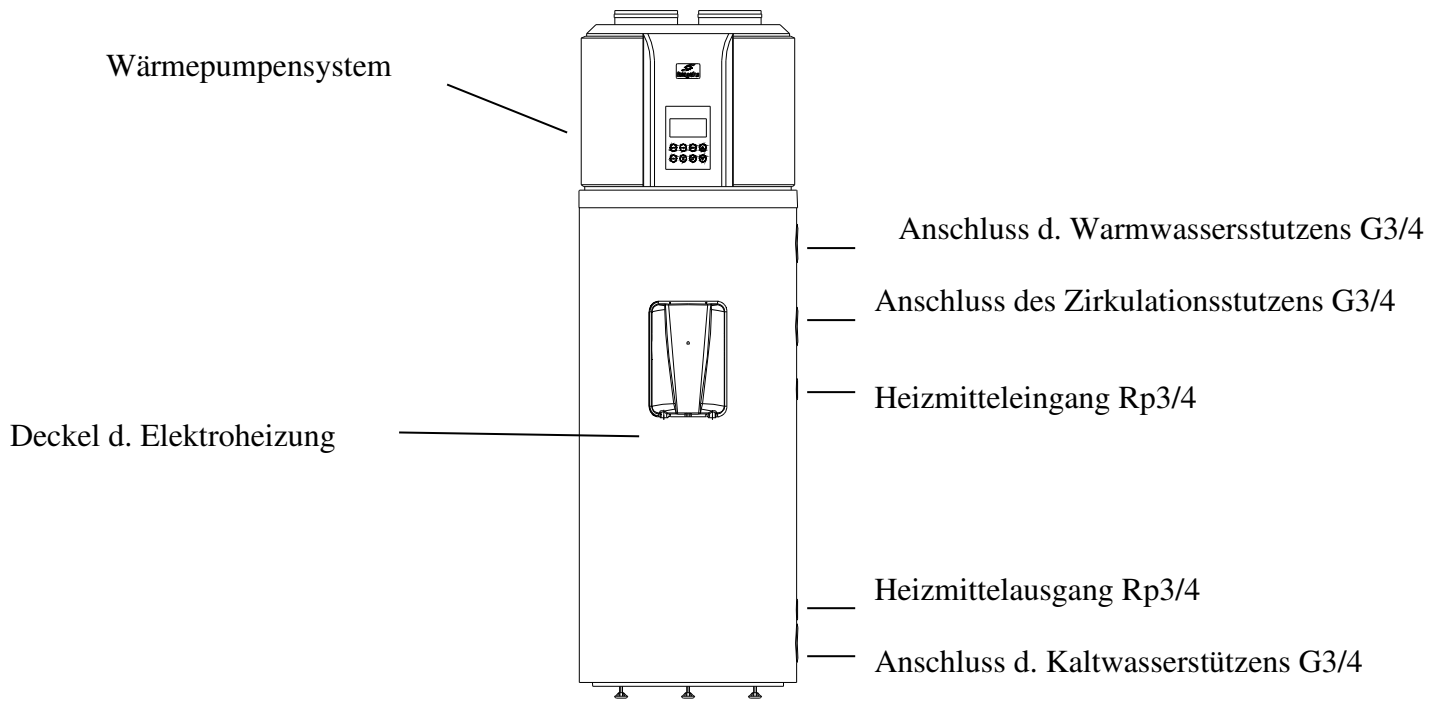 Wärmepumpensystem
Anschluss d. Warmwassersstutzens G3/4
Anschluss des Zirkulationsstutzens G3/4
Heizmitteleingang Rp3/4
Deckel d. Elektroheizung
Heizmittelausgang Rp3/4
Anschluss d. Kaltwasserstützens G3/4